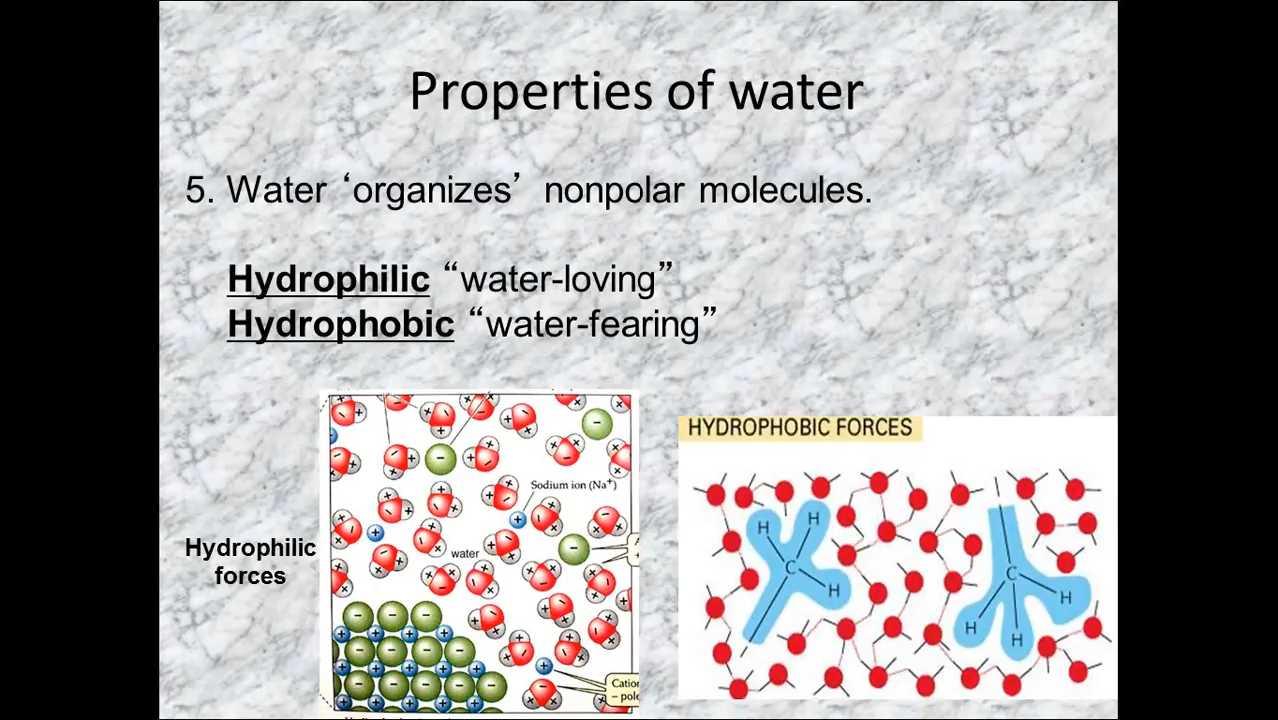 Properties of water
5. Water ‘organizes’ nonpolar molecules.
Hydrophilic “water-loving”
Hydrophobic “water-fearing”
Hydrophilic
forces
Sodium ion (Na+)
water
HYDROPHOBIC FORCES
H
H
C
H
C
H
H
H